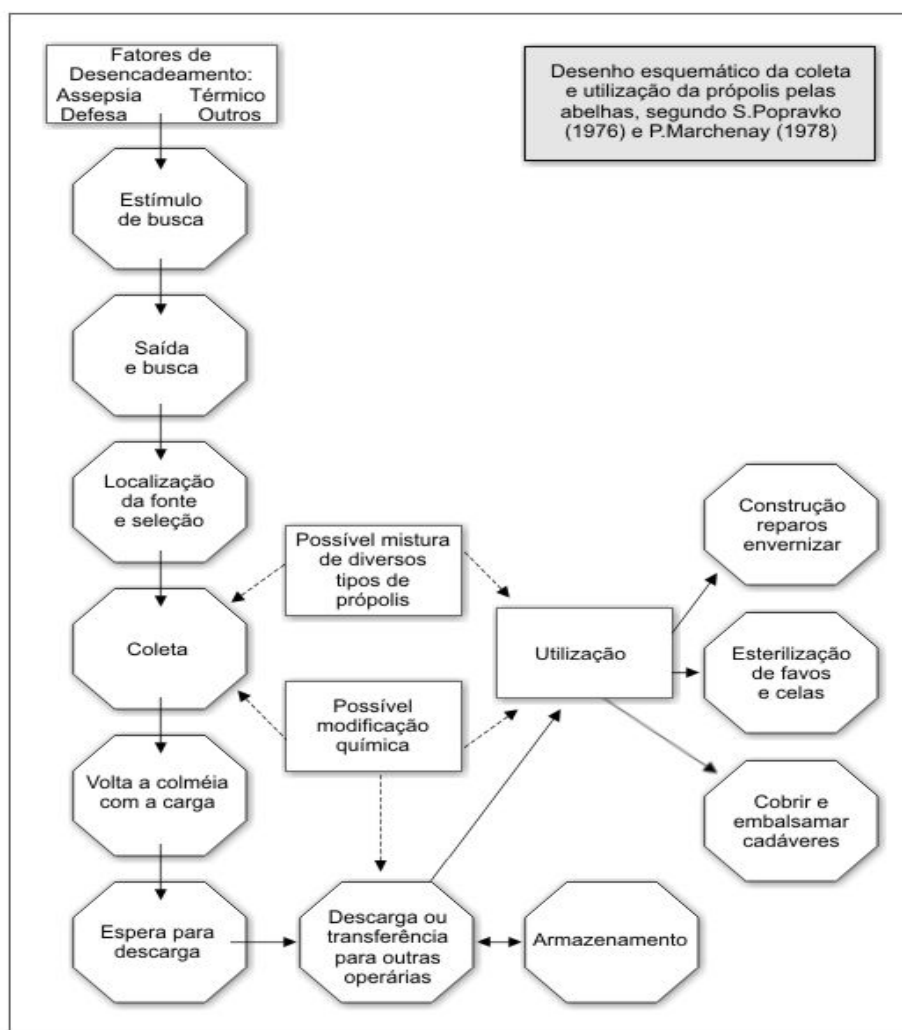 Fatores de
Desencadeamento:
Assepsia Térmico
Defesa Outros
Desenho esquemático da coleta
e utilização da própolis pelas
abelhas, segundo S.Popravko
(1976) e P.Marchenay (1978)
Estímulo
de busca
Saída
e busca
Localização
da fonte
e seleção
Coleta
Volta a colméia
com a carga
Espera para
descarga
Possível mistura
de diversos
tipos de
própolis
Possível
modificação
química
Descarga ou
transferência
para outras
operárias
Armazenamento
Utilização
Construção
reparos
envernizar
Esterilização
de favos
e celas
Cobrir e
embalsamar
cadáveres